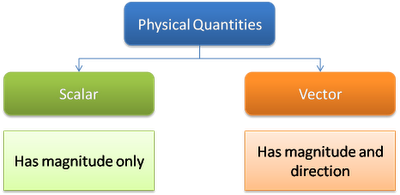 Physical Quantities
Scalar
Vector
Has magnitude only
Has magnitude and
direction